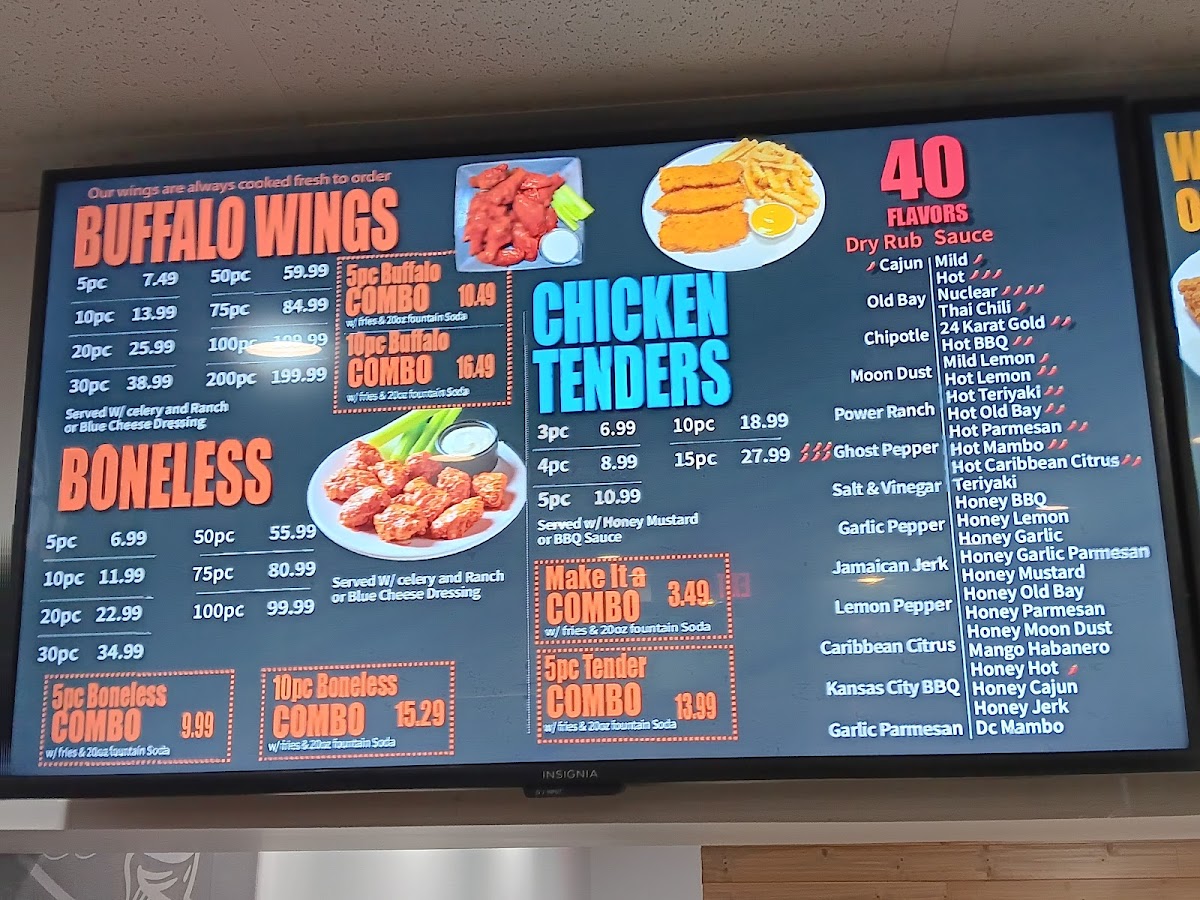 Our wings are always cooked fresh to order
BUFFALO WINGS
5pc 7.49
10pc 13.99
20pc 25.99
30pc 38.99
50pc 59.99
75pc 84.99
100pc
200pc 199.99
Served W/ celery and Ranch
or Blue Cheese Dressing
5pc Buffalo
COMBO 10.49
w/ fries & 20oz fountain Soda
10pc Buffalo
COMBO 16.49
w/ fries & 20oz fountain Soda
BONELESS
5pc 6.99
10pc 11.99
20pc 22.99
30pc 34.99
50pc 55.99
75pc 80.99
100pc 99.99
Served W/ celery and Ranch
or Blue Cheese Dressing
5pc Boneless
COMBO 9.99
w/ fries & 20oz fountain Soda
10pc Boneless
COMBO 15.29
w/ fries & 20oz fountain Soda
CHICKEN
TENDERS
3pc 6.99
4pc 8.99
5pc 10.99
10pc 18.99
15pc 27.99
Served w/ Honey Mustard
or BBQ Sauce
Make It a
COMBO 3.49
w/ fries & 20oz fountain Soda
5pc Tender
COMBO 13.99
w/ fries & 20oz fountain Soda
40
FLAVORS
Dry Rub Sauce
Cajun
Old Bay
Chipotle
Moon Dust
Power Ranch
Ghost Pepper
Salt & Vinegar
Garlic Pepper
Jamaican Jerk
Lemon Pepper
Caribbean Citrus
Kansas City BBQ
Garlic Parmesan
Mild
Hot
Nuclear
Thai Chili
24 Karat Gold
Hot BBQ
Mild Lemon
Hot Lemon
Hot Teriyaki
Hot Old Bay
Hot Parmesan
Hot Mambo
Hot Caribbean Citrus
Teriyaki
Honey BBQ
Honey Lemon
Honey Garlic
Honey Garlic Parmesan
Honey Mustard
Honey Old Bay
Honey Parmesan
Honey Moon Dust
Mango Habanero
Honey Hot
Honey Cajun
Honey Jerk
Dc Mambo
INSIGNIA